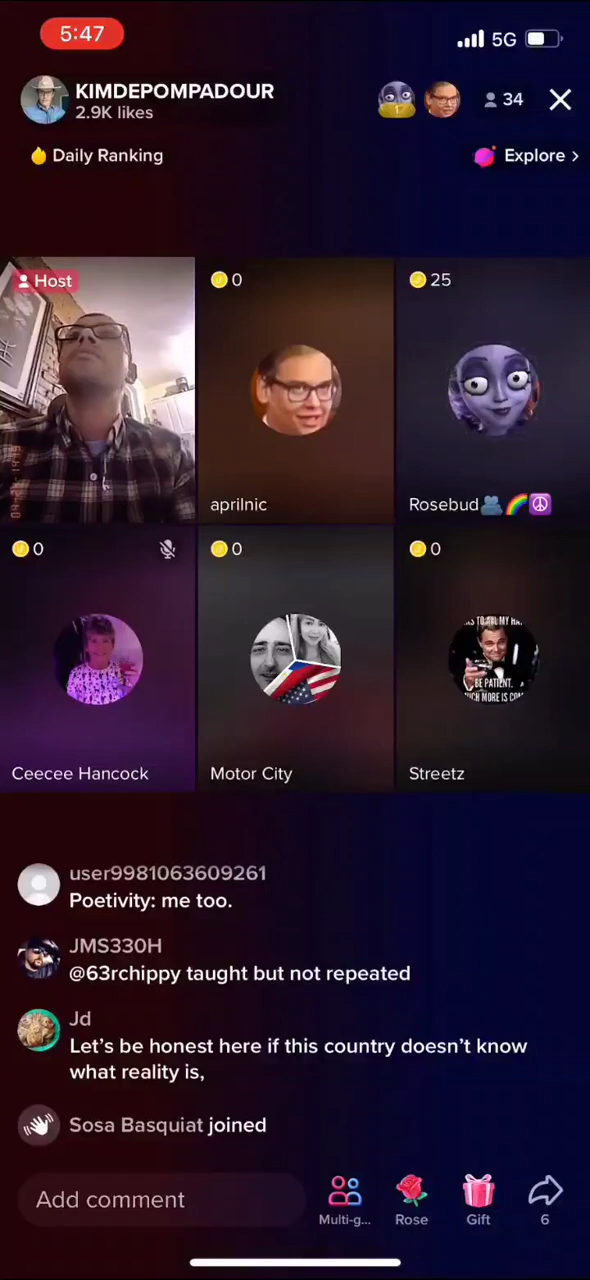 5:47
5G
KIMDEPOMPADOUR
2.9K likes
34
Daily Ranking
Explore >
Host
0
25
aprilnic
Rosebud
0
0
0
Ceecee Hancock
Motor City
BE PATIENT.
Streetz
user9981063609261
Poetivity: me too.
JMS330H
@63rchippy taught but not repeated
Jd
Let's be honest here if this country doesn't know
what reality is,
Sosa Basquiat joined
Add comment
Multi-g...
Rose
Gift
6